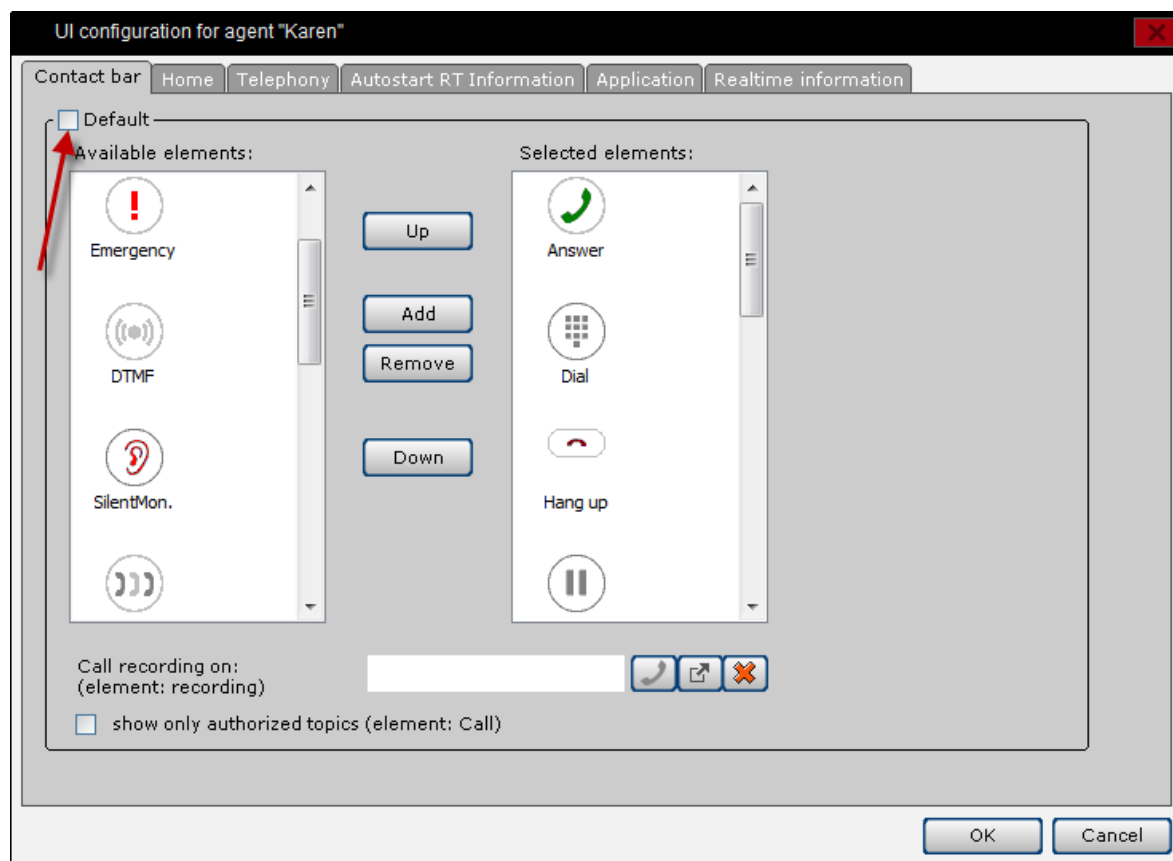 UI configuration for agent "Karen"
Contact bar Home Telephony Autostart RT Information Application Realtime information
Default
Available elements: Selected elements:
Emergency
Up
Answer
Add
DTMF
Remove
Dial
Down
SilentMon.
Hang up
Call recording on:
(element: recording)
show only authorized topics (element: Call)
OK Cancel